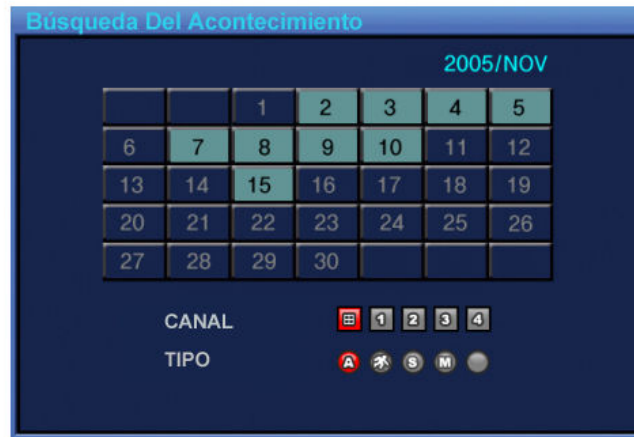 Búsqueda Del Acontecimiento
2005/NOV
1 2 3 4 5
6 7 8 9 10 11 12
13 14 15 16 17 18 19
20 21 22 23 24 25 26
27 28 29 30
CANAL 1 2 3 4
TIPO A S M